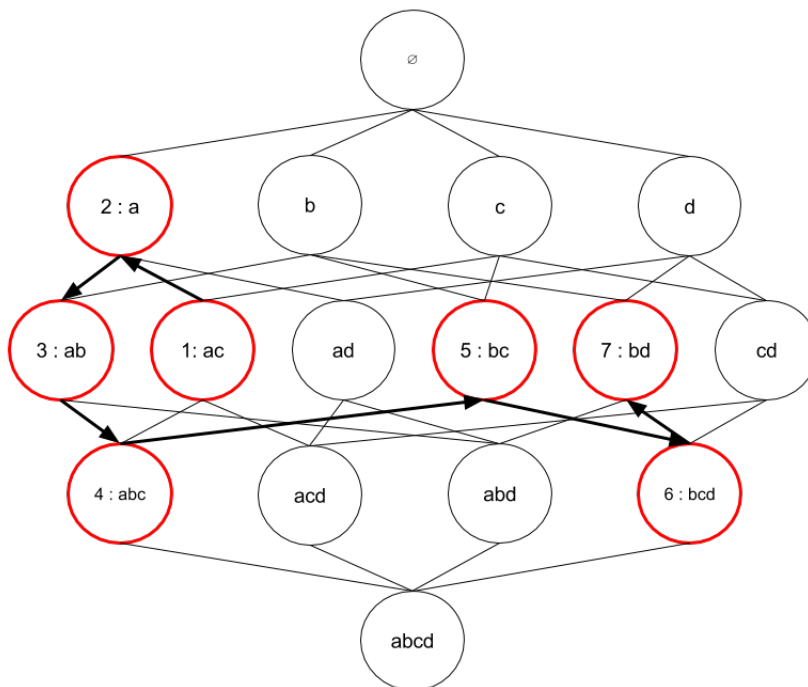 ∅
2 : a
b
c
d
3 : ab
1: ac
ad
5 : bc
7 : bd
cd
4 : abc
acd
abd
6 : bcd
abcd